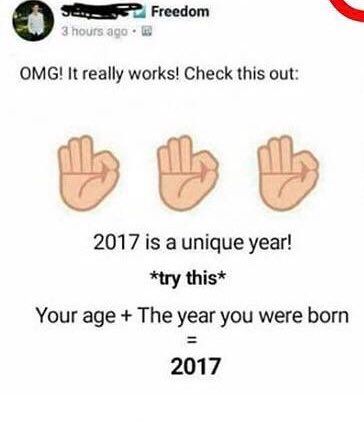 Freedom
3 hours ago ·
OMG! It really works! Check this out:
2017 is a unique year!
*try this*
Your age + The year you were born
=
2017